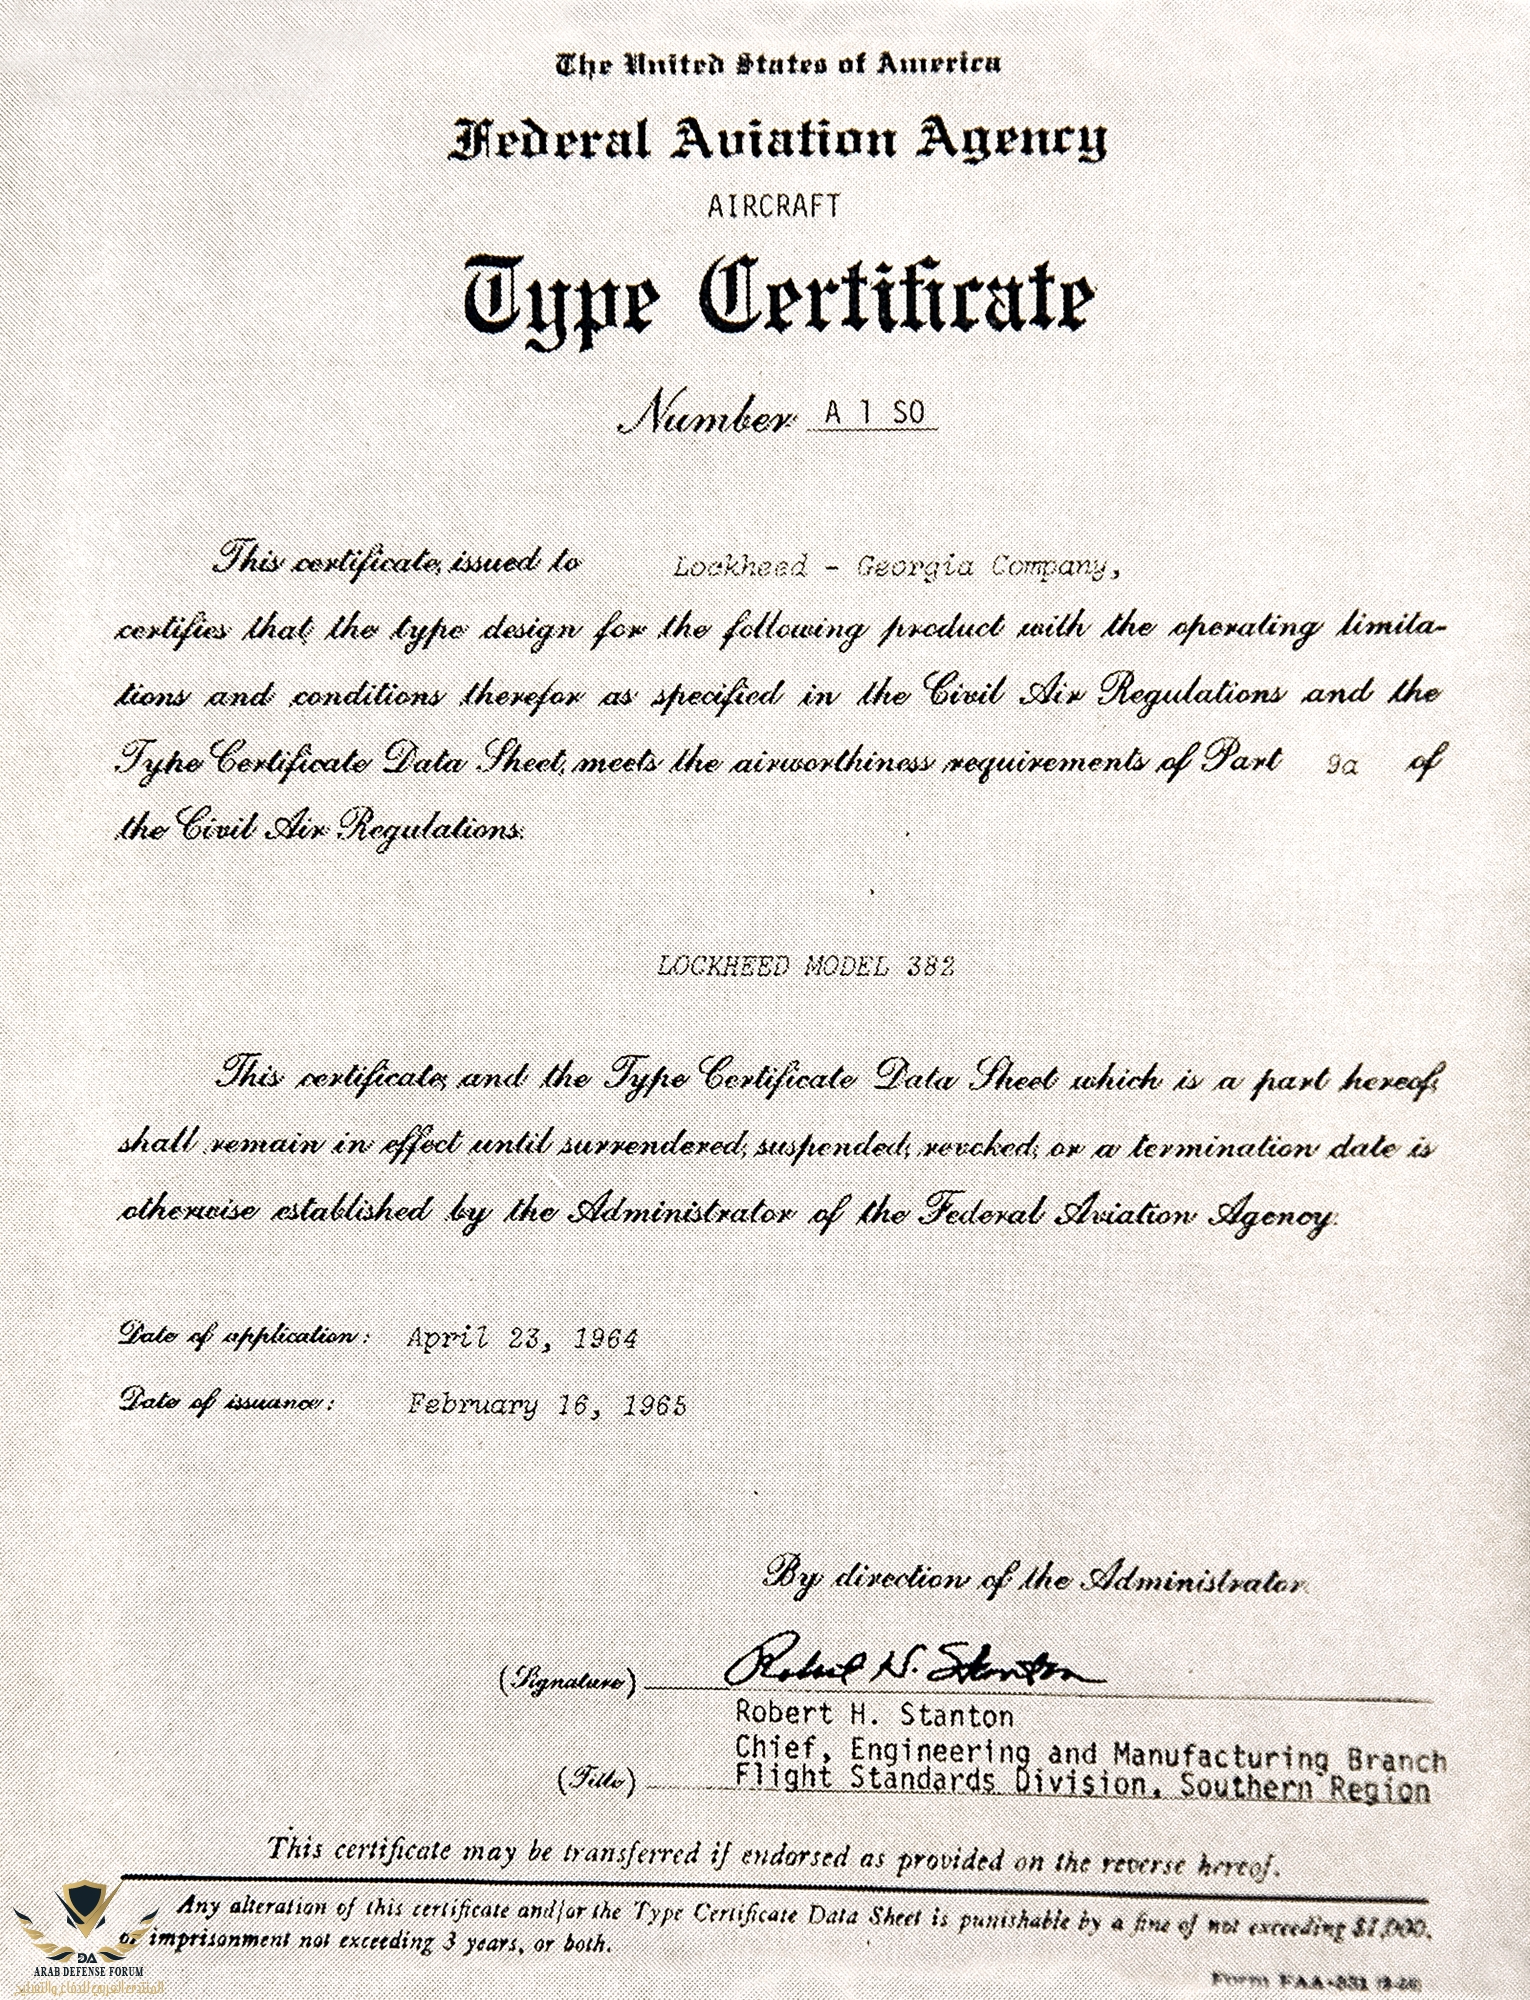 The United States of America
Federal Aviation Agency
AIRCRAFT
Type Certificate
Number A 1 SO
This certificate, issued to Lockheed - Georgia Company,
certifies that the type design for the following product with the operating limita-
tions and conditions therefor as specified in the Civil Air Regulations and the
Type Certificate Data Sheet, meets the airworthiness requirements of Part 9a of
the Civil Air Regulations.
LOCKHEED MODEL 382
This certificate, and the Type Certificate Data Sheet which is a part hereof,
shall remain in effect until surrendered, suspended, revoked, or a termination date is
otherwise established by the Administrator of the Federal Aviation Agency.
Date of application: April 23, 1964
Date of issuance: February 16, 1965
By direction of the Administrator
(Signature) Robert H. Stanton
Robert H. Stanton
Chief, Engineering and Manufacturing Branch
(Title) Flight Standards Division, Southern Region
This certificate may be transferred if endorsed as provided on the reverse hereof.
Any alteration of this certificate and/or the Type Certificate Data Sheet is punishable by a fine of not exceeding $1,000,
or imprisonment not exceeding 3 years, or both.
Form FAA-331
DA
ARAB DEFENSE FORUM
المنتدى العربي للدفاع والتسليح